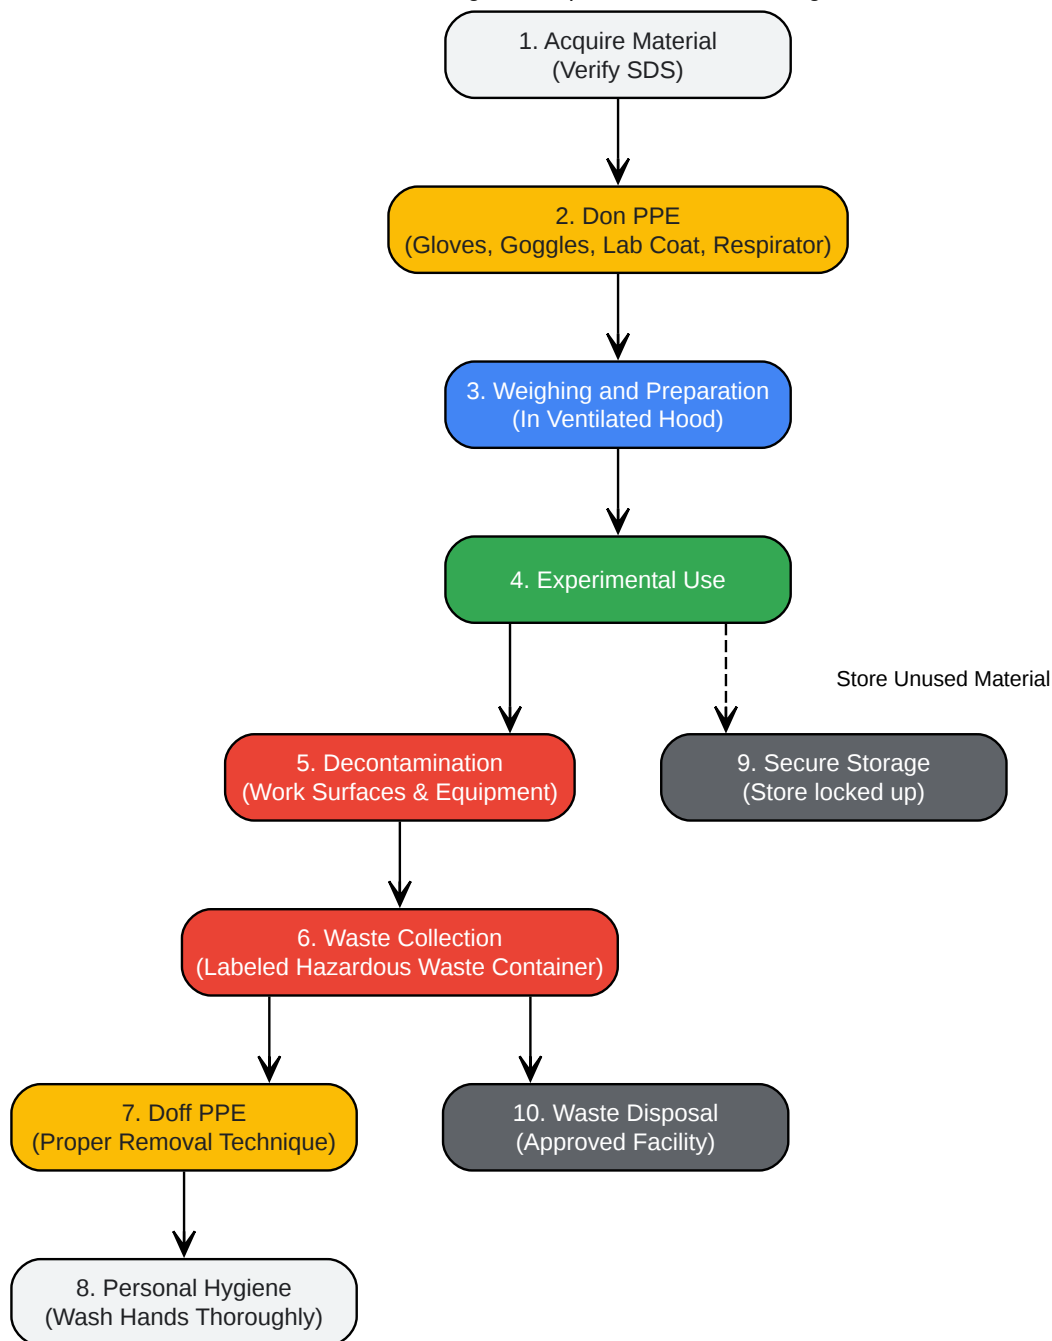 1. Acquire Material
(Verify SDS)
2. Don PPE
(Gloves, Goggles, Lab Coat, Respirator)
3. Weighing and Preparation
(In Ventilated Hood)
4. Experimental Use
Store Unused Material
5. Decontamination
(Work Surfaces & Equipment)
9. Secure Storage
(Store locked up)
6. Waste Collection
(Labeled Hazardous Waste Container)
7. Doff PPE
(Proper Removal Technique)
10. Waste Disposal
(Approved Facility)
8. Personal Hygiene
(Wash Hands Thoroughly)